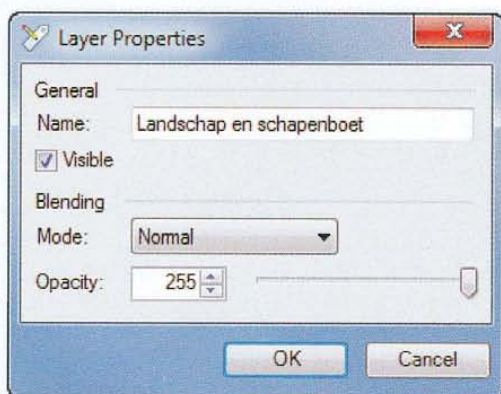 Layer Properties
General
Name: Landschap en schapenboet
Visible
Blending
Mode: Normal
Opacity: 255
OK Cancel